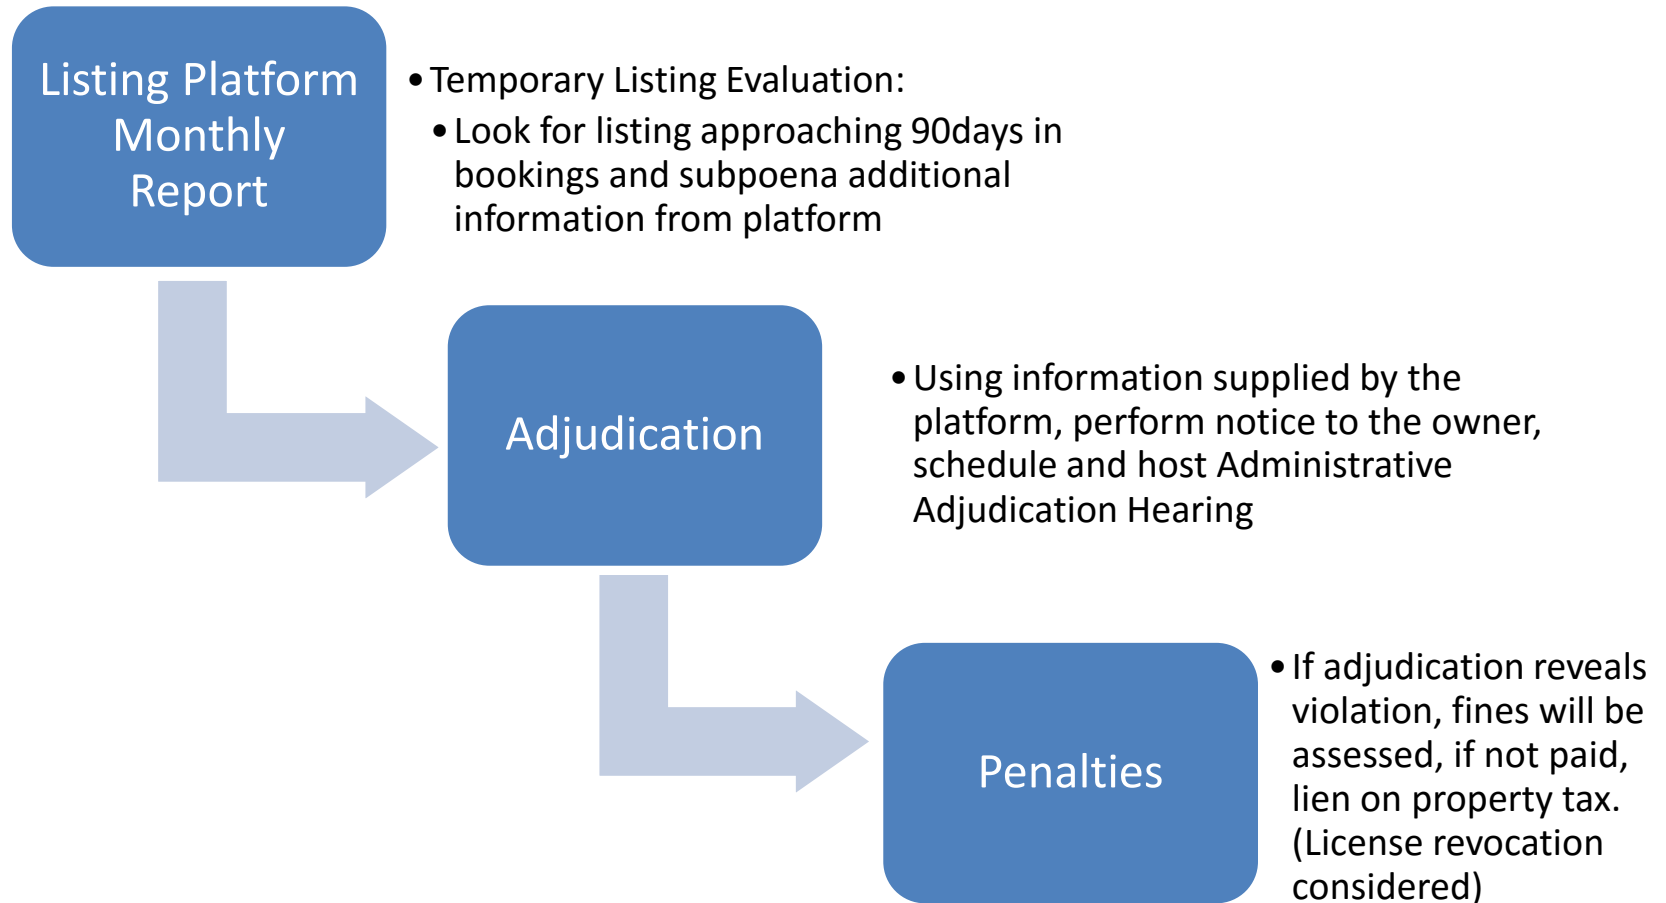 Listing Platform
Monthly
Report
•Temporary Listing Evaluation:
•Look for listing approaching 90days in
bookings and subpoena additional
information from platform
Adjudication
•Using information supplied by the
platform, perform notice to the owner,
schedule and host Administrative
Adjudication Hearing
Penalties
•If adjudication reveals
violation, fines will be
assessed, if not paid,
lien on property tax.
(License revocation
considered)